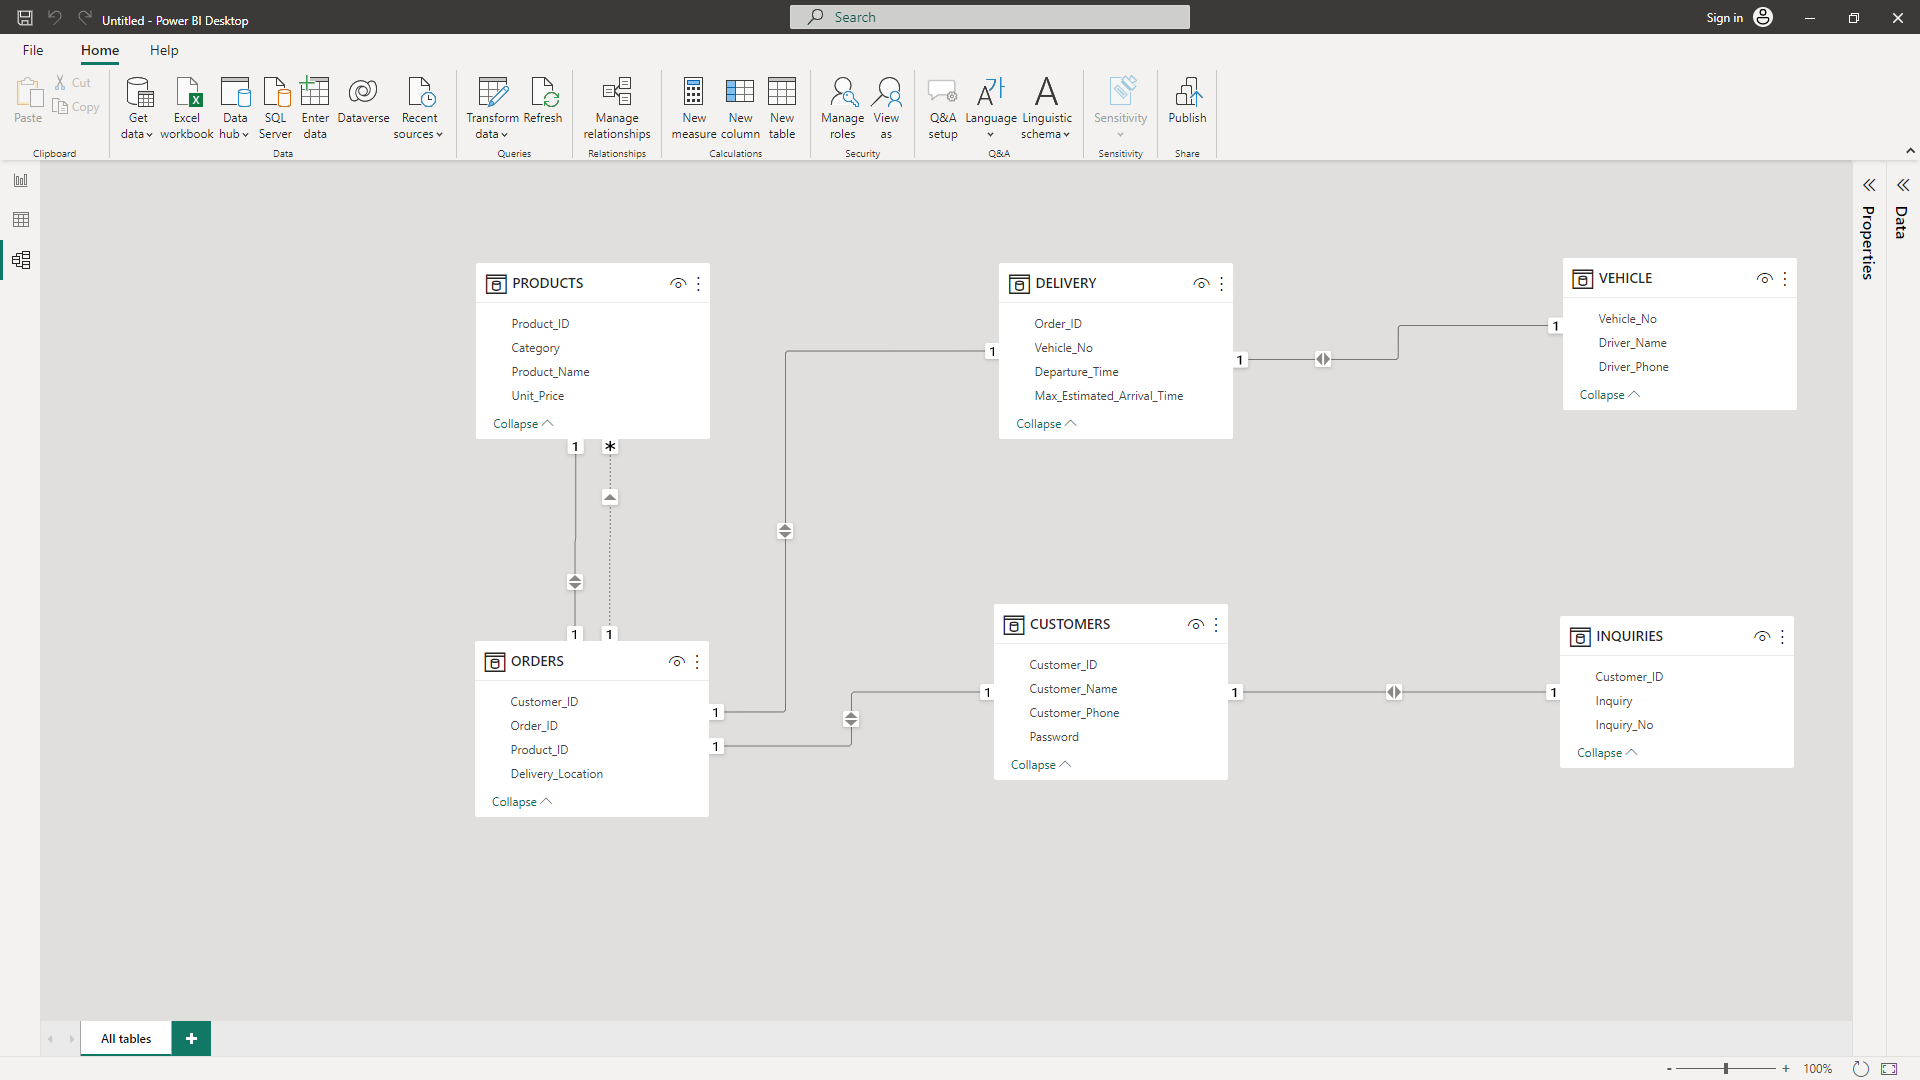 Untitled - Power BI Desktop
Search
Sign in
File Home Help
Paste
Cut
Copy
Clipboard
Get data
Excel workbook
Data hub
SQL Server
Enter data
Dataverse
Recent sources
Data
Transform data
Refresh
Queries
Manage relationships
Relationships
New measure
New column
New table
Calculations
Manage roles
View as
Security
Q&A setup
Language
Linguistic schema
Q&A
Sensitivity
Sensitivity
Publish
Share
Properties
Data
PRODUCTS
Product_ID
Category
Product_Name
Unit_Price
Collapse
1 *
DELIVERY
Order_ID
Vehicle_No
Departure_Time
Max_Estimated_Arrival_Time
Collapse
1
1
VEHICLE
Vehicle_No
Driver_Name
Driver_Phone
Collapse
1
1 1
ORDERS
Customer_ID
Order_ID
Product_ID
Delivery_Location
Collapse
1
1
CUSTOMERS
Customer_ID
Customer_Name
Customer_Phone
Password
Collapse
1
1
INQUIRIES
Customer_ID
Inquiry
Inquiry_No
Collapse
1
All tables +
- + 100%